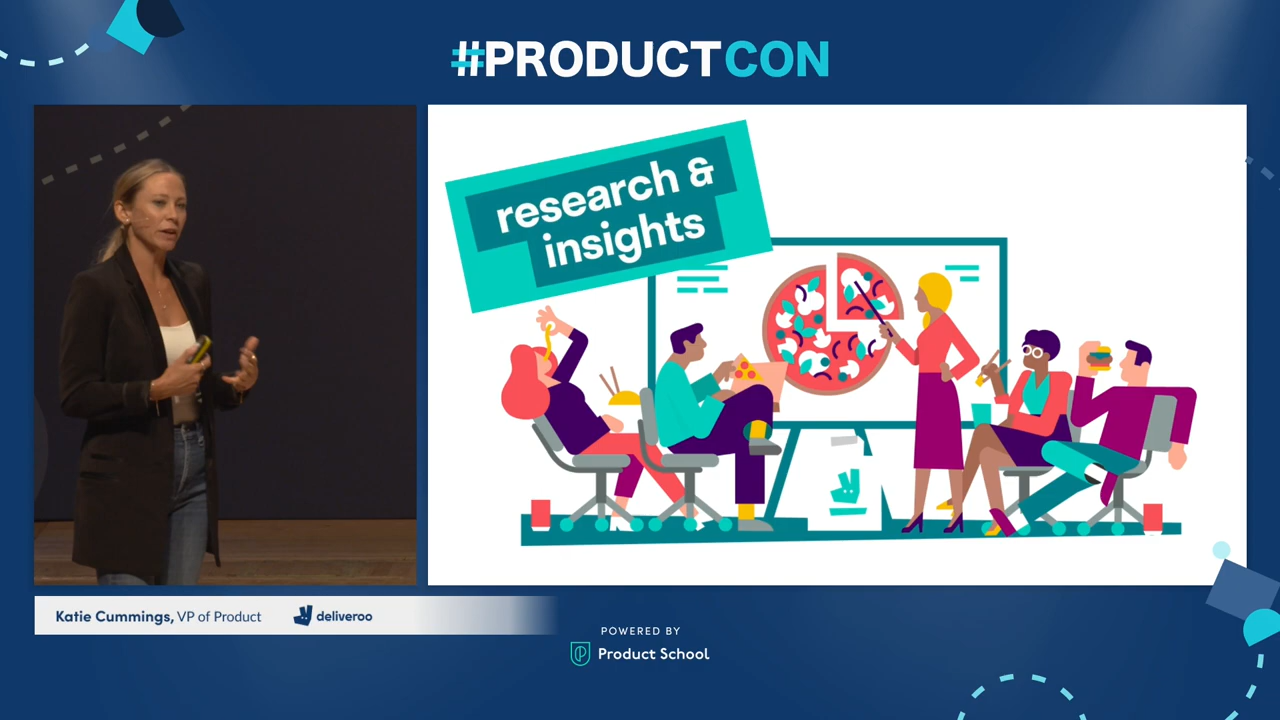 #PRODUCTCON
research &
insights
Katie Cummings, VP of Product
deliveroo
POWERED BY
Product School